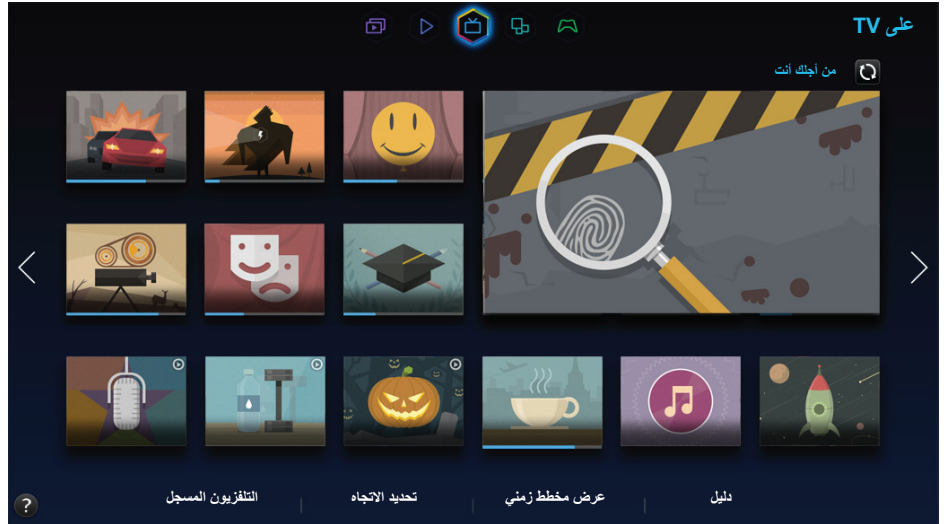 على TV
من أجلك أنت
دليل
عرض مخطط زمني
تحديد الاتجاه
التلفزيون المسجل
?